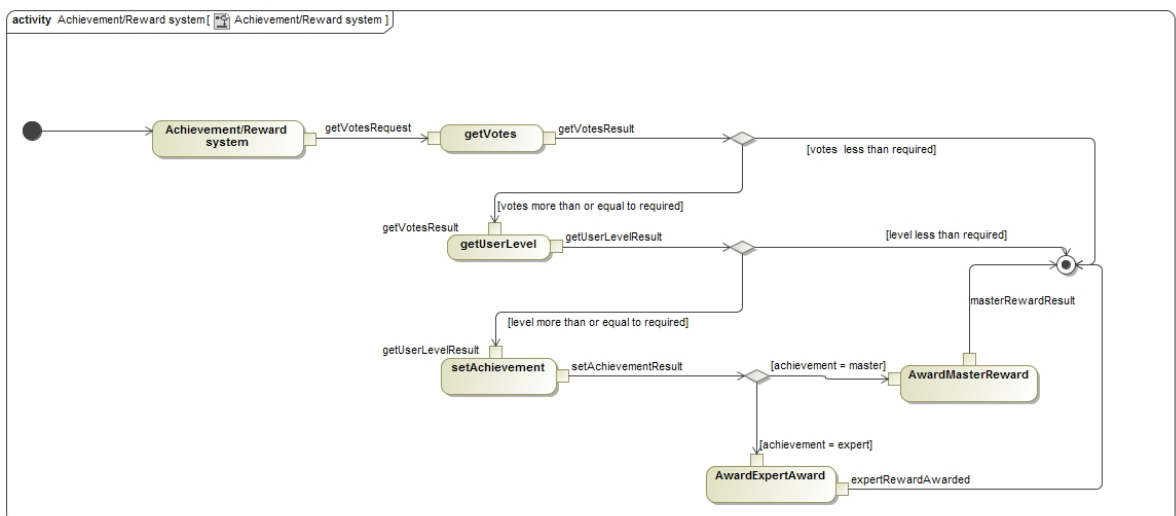 activity Achievement/Reward system [ Achievement/Reward system ]
Achievement/Reward
system
getVotesRequest
getVotes
getVotesResult
[votes less than required]
[votes more than or equal to required]
getVotesResult
getUserLevel
getUserLevelResult
[level less than required]
masterRewardResult
[level more than or equal to required]
getUserLevelResult
setAchievement
setAchievementResult
[achievement = master]
AwardMasterReward
[achievement = expert]
AwardExpertAward
expertRewardAwarded